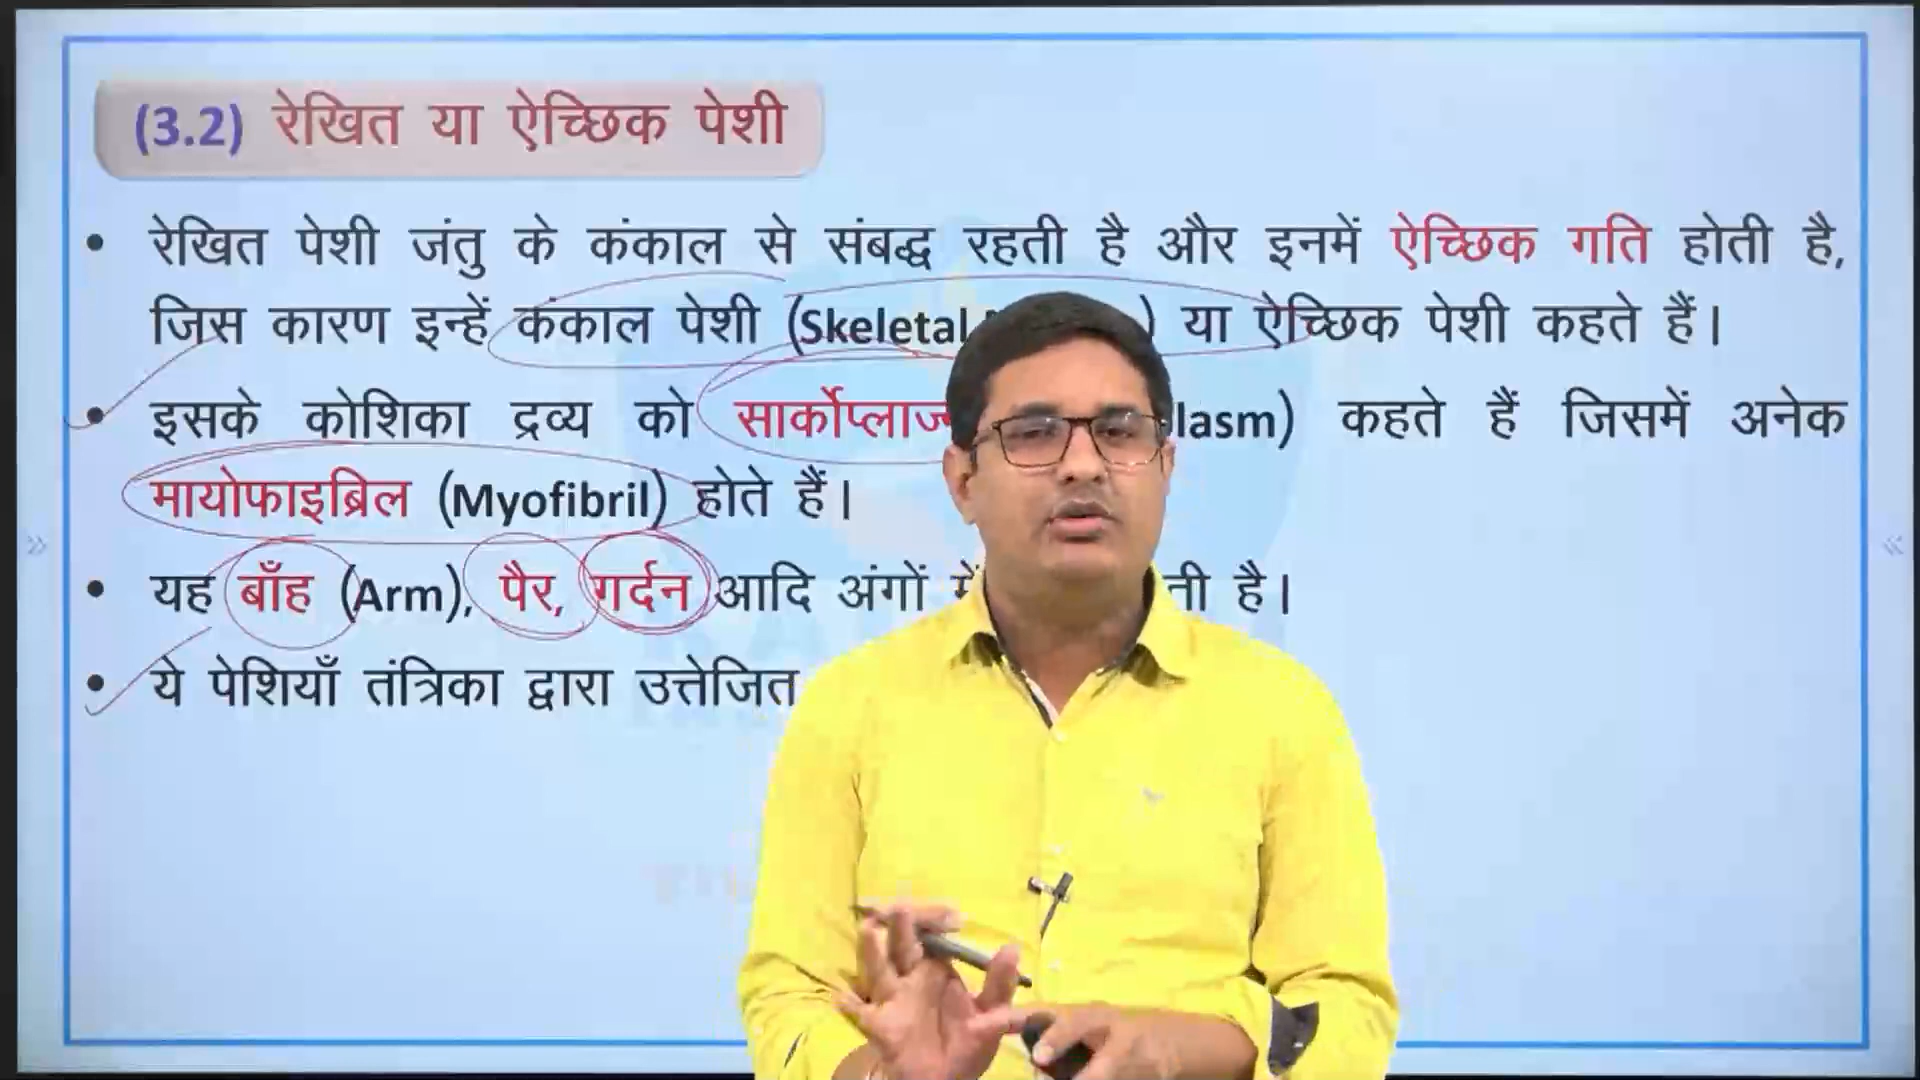 (3.2) रेखित या ऐच्छिक पेशी
• रेखित पेशी जंतु के कंकाल से संबद्ध रहती है और इनमें ऐच्छिक गति होती है,
जिस कारण इन्हें कंकाल पेशी (Skeletal ) या ऐच्छिक पेशी कहते हैं।
• इसके कोशिका द्रव्य को lasm) कहते हैं जिसमें अनेक
मायोफाइब्रिल (Myofibril) होते हैं।
• यह बाँह (Arm), पैर, गर्दन आदि अंगों में ती है।
• ये पेशियाँ तंत्रिका द्वारा उत्तेजित